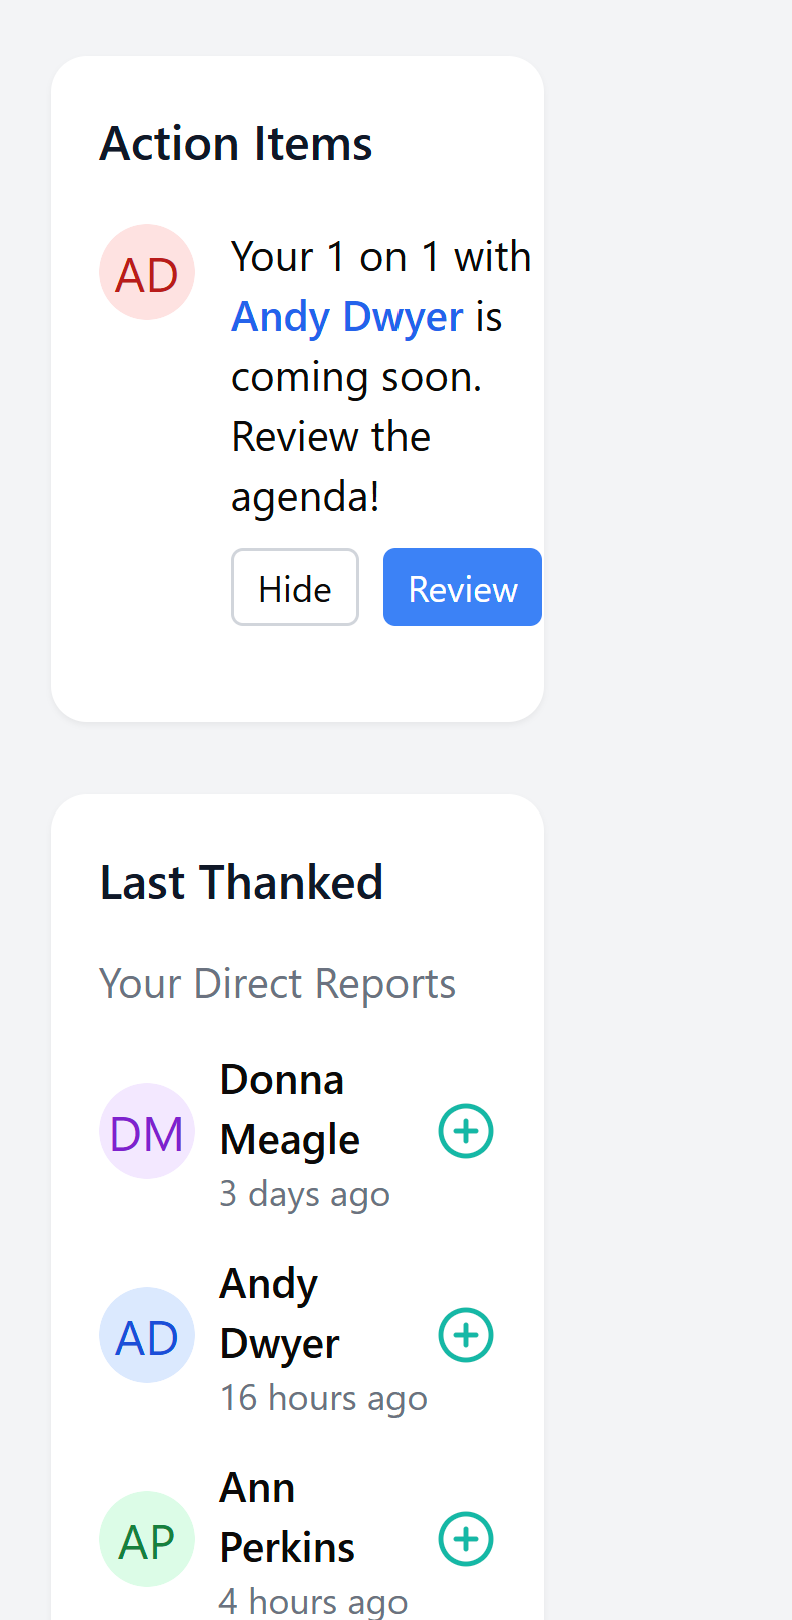 Action Items
AD
Your 1 on 1 with
Andy Dwyer is
coming soon.
Review the
agenda!
Hide
Review
Last Thanked
Your Direct Reports
DM
Donna
Meagle
3 days ago
AD
Andy
Dwyer
16 hours ago
AP
Ann
Perkins
4 hours ago